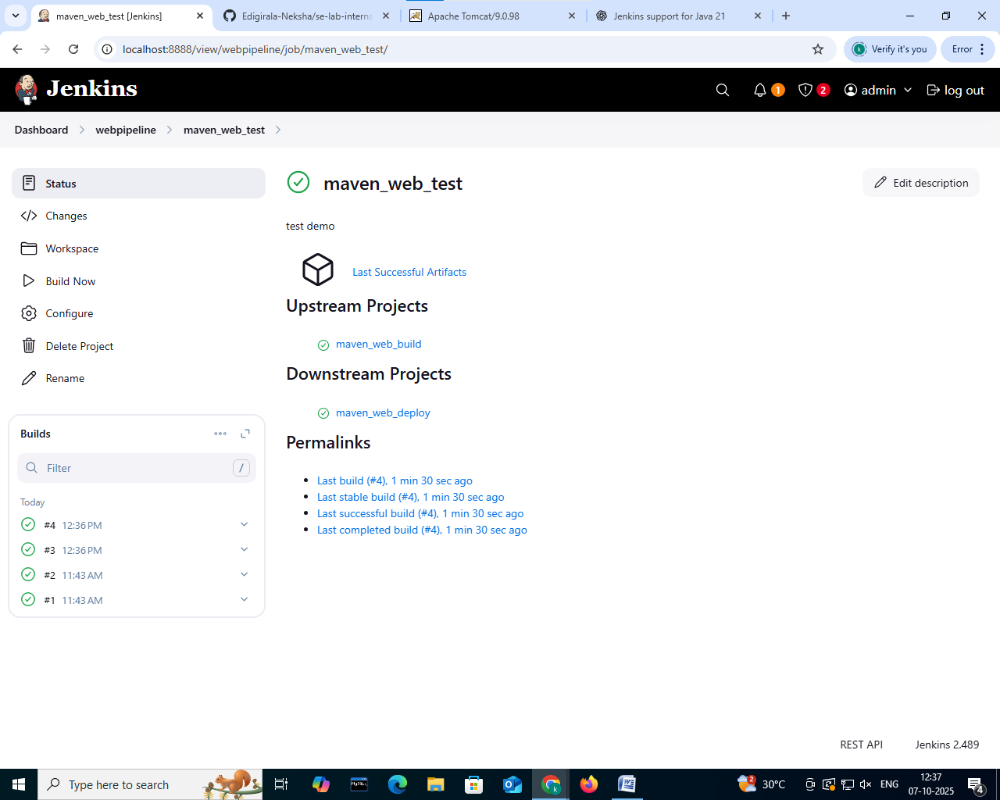 maven_web_test [Jenkins]
Edigirala-Neksha/se-lab-interna
Apache Tomcat/9.0.98
Jenkins support for Java 21
localhost:8888/view/webpipeline/job/maven_web_test/
k Verify it's you
Error
Jenkins
1
2
admin
log out
Dashboard
webpipeline
maven_web_test
Status
Changes
Workspace
Build Now
Configure
Delete Project
Rename
Builds
Filter
/
Today
#4 12:36 PM
#3 12:36 PM
#2 11:43 AM
#1 11:43 AM
maven_web_test
Edit description
test demo
Last Successful Artifacts
Upstream Projects
maven_web_build
Downstream Projects
maven_web_deploy
Permalinks
Last build (#4), 1 min 30 sec ago
Last stable build (#4), 1 min 30 sec ago
Last successful build (#4), 1 min 30 sec ago
Last completed build (#4), 1 min 30 sec ago
REST API
Jenkins 2.489
Type here to search
MySQL
k
W
2
30°C
ENG
12:37
07-10-2025
4